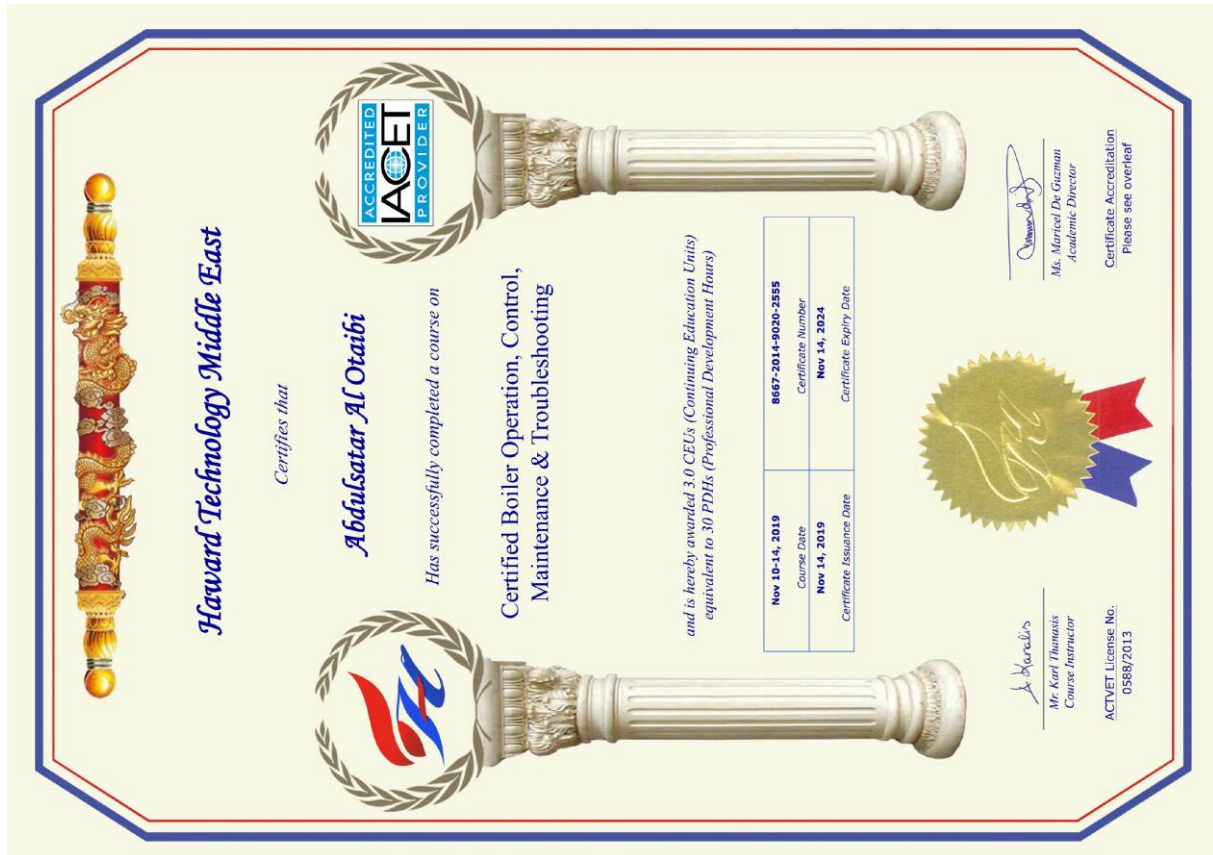 Haward Technology Middle East
Certifies that
Abdulsatar Al Otaibi
ACCREDITED
IACET
PROVIDER
Has successfully completed a course on
Certified Boiler Operation, Control,
Maintenance & Troubleshooting
and is hereby awarded 3.0 CEUs (Continuing Education Units)
equivalent to 30 PDHs (Professional Development Hours)
Nov 10-14, 2019
8667-2014-9020-2555
Course Date
Certificate Number
Nov 14, 2019
Nov 14, 2024
Certificate Issuance Date
Certificate Expiry Date
Mr. Karl Thanasis
Course Instructor
Ms. Maricel De Guzman
Academic Director
ACTVET License No.
0588/2013
Certificate Accreditation
Please see overleaf